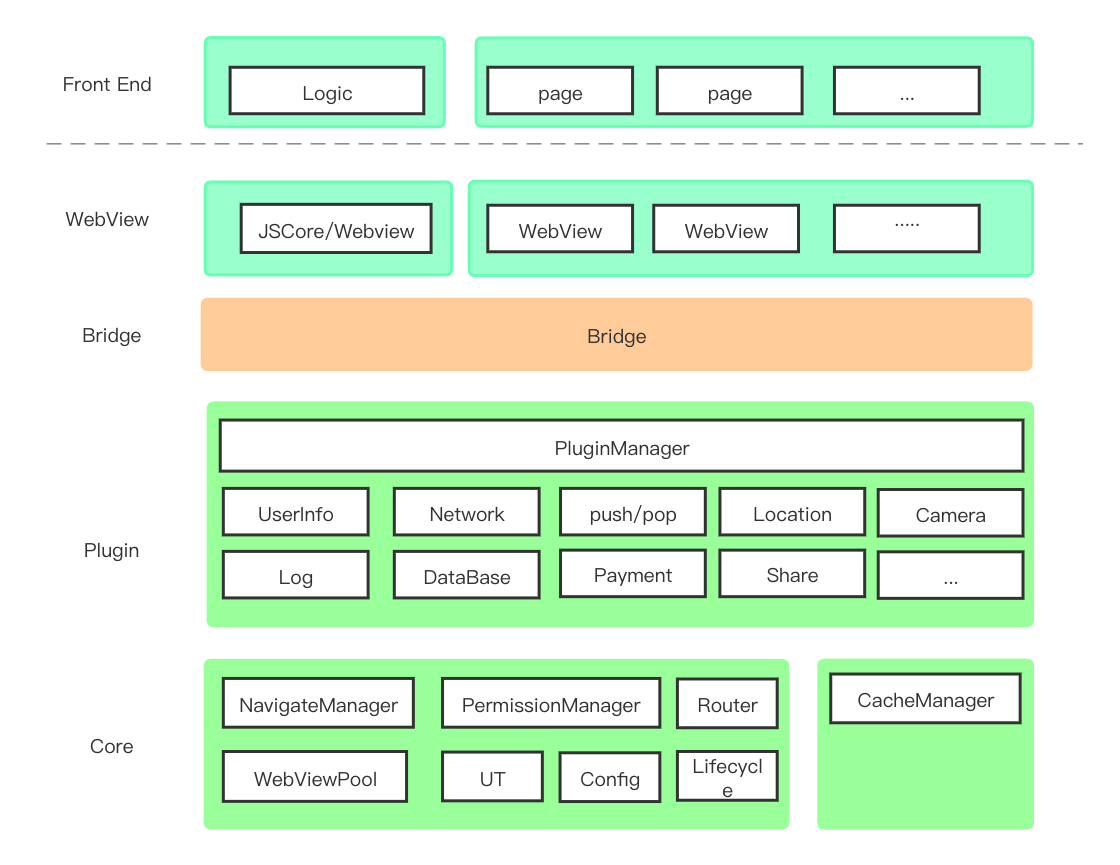 Front End
Logic
page
page
...
WebView
JSCore/Webview
WebView
WebView
.....
Bridge
Bridge
Plugin
PluginManager
UserInfo
Network
push/pop
Location
Camera
Log
DataBase
Payment
Share
...
Core
NavigateManager
PermissionManager
Router
CacheManager
WebViewPool
UT
Config
Lifecycl
e